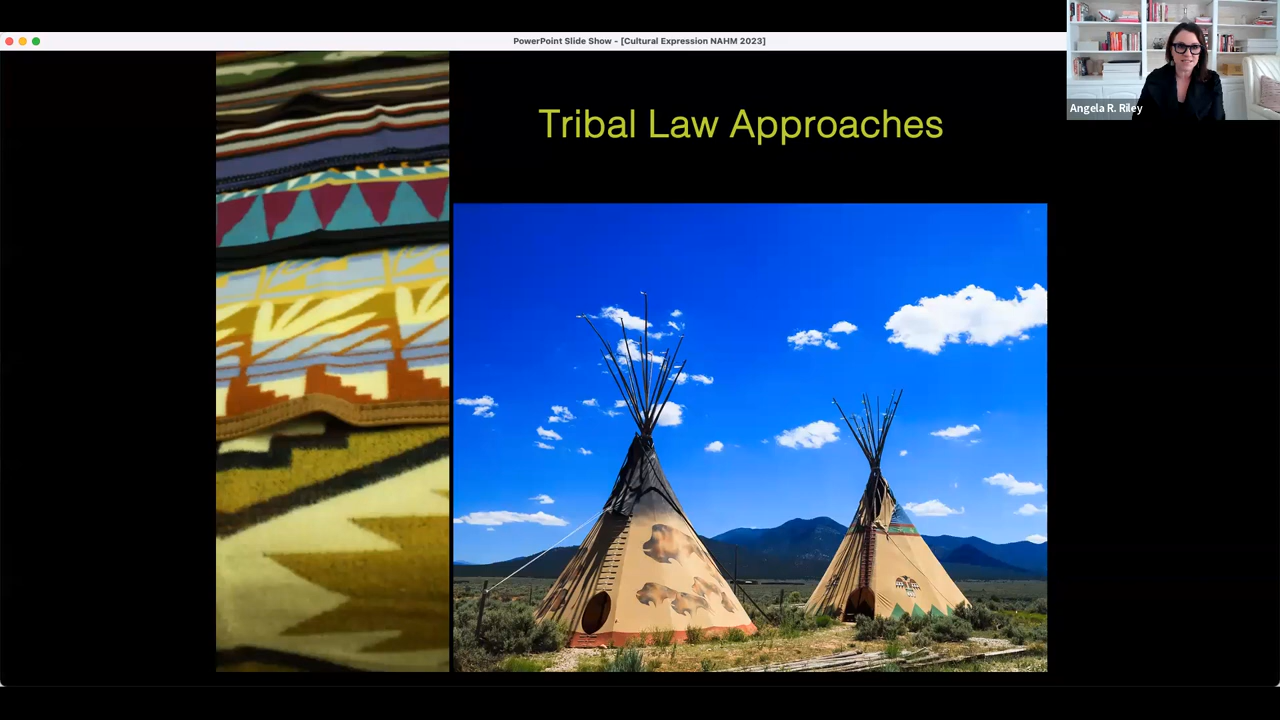 PowerPoint Slide Show - [Cultural Expression NAHM 2023]
Angela R. Riley
Tribal Law Approaches